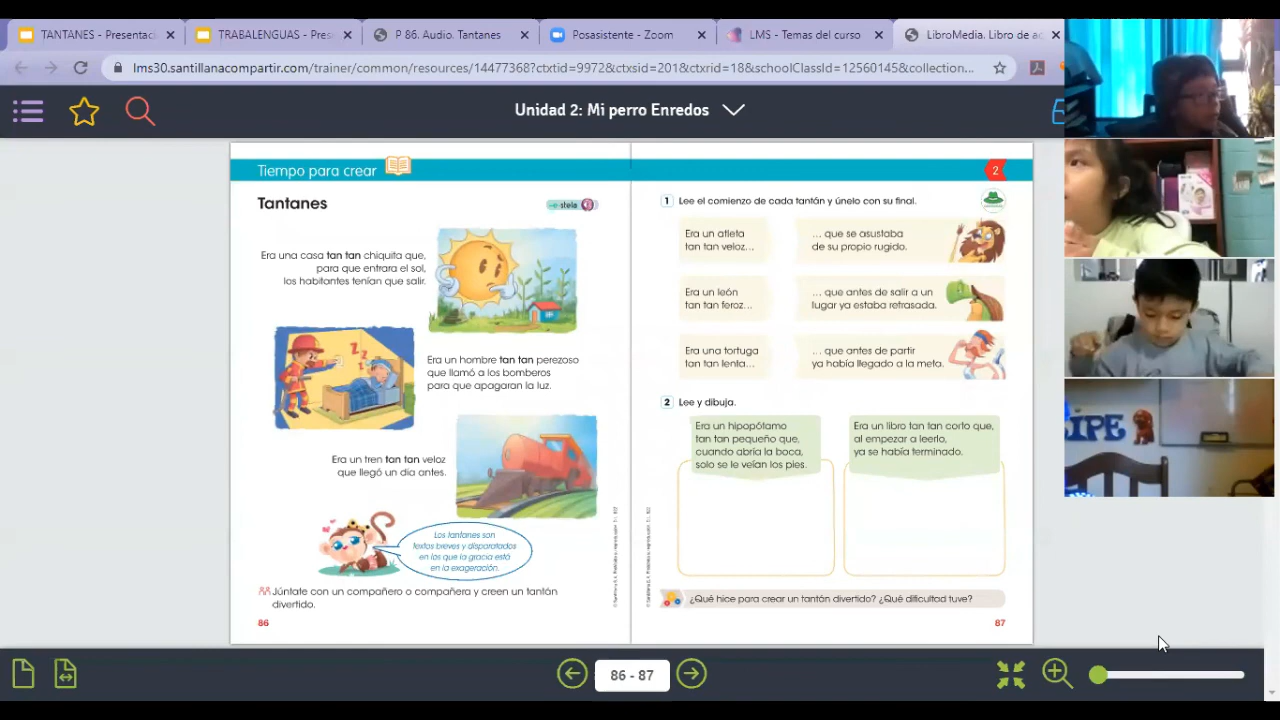 TANTANES - Presentaci
TRABALENGUAS - Pres
P 86. Audio. Tantanes
Posasistente - Zoom
LMS - Temas del curso
LibroMedia. Libro de ac
lms30.santillanacompartir.com/trainer/common/resources/14477368?ctxtid=9972&ctxsid=201&ctxrid=18&schoolClassId=12560145&collection...
Unidad 2: Mi perro Enredos
Tiempo para crear
Tantanes
stela
Era una casa tan tan chiquita que,
para que entrara el sol,
los habitantes tenían que salir.
Era un hombre tan tan perezoso
que llamó a los bomberos
para que apagaran la luz.
Era un tren tan tan veloz
que llegó un día antes.
Los tantanes son
textos breves y disparatados
en los que la gracia está
en la exageración.
Júntate con un compañero o compañera y creen un tantán
divertido.
86
2
1 Lee el comienzo de cada tantán y únelo con su final.
Era un atleta
tan tan veloz...
... que se asustaba
de su propio rugido.
Era un león
tan tan feroz...
... que antes de salir a un
lugar ya estaba retrasada.
Era una tortuga
tan tan lenta...
... que antes de partir
ya había llegado a la meta.
2 Lee y dibuja.
Era un hipopótamo
tan tan pequeño que,
cuando abría la boca,
solo se le veían los pies.
Era un libro tan tan corto que,
al empezar a leerlo,
ya se había terminado.
¿Qué hice para crear un tantán divertido? ¿Qué dificultad tuve?
87
86 - 87
IPE